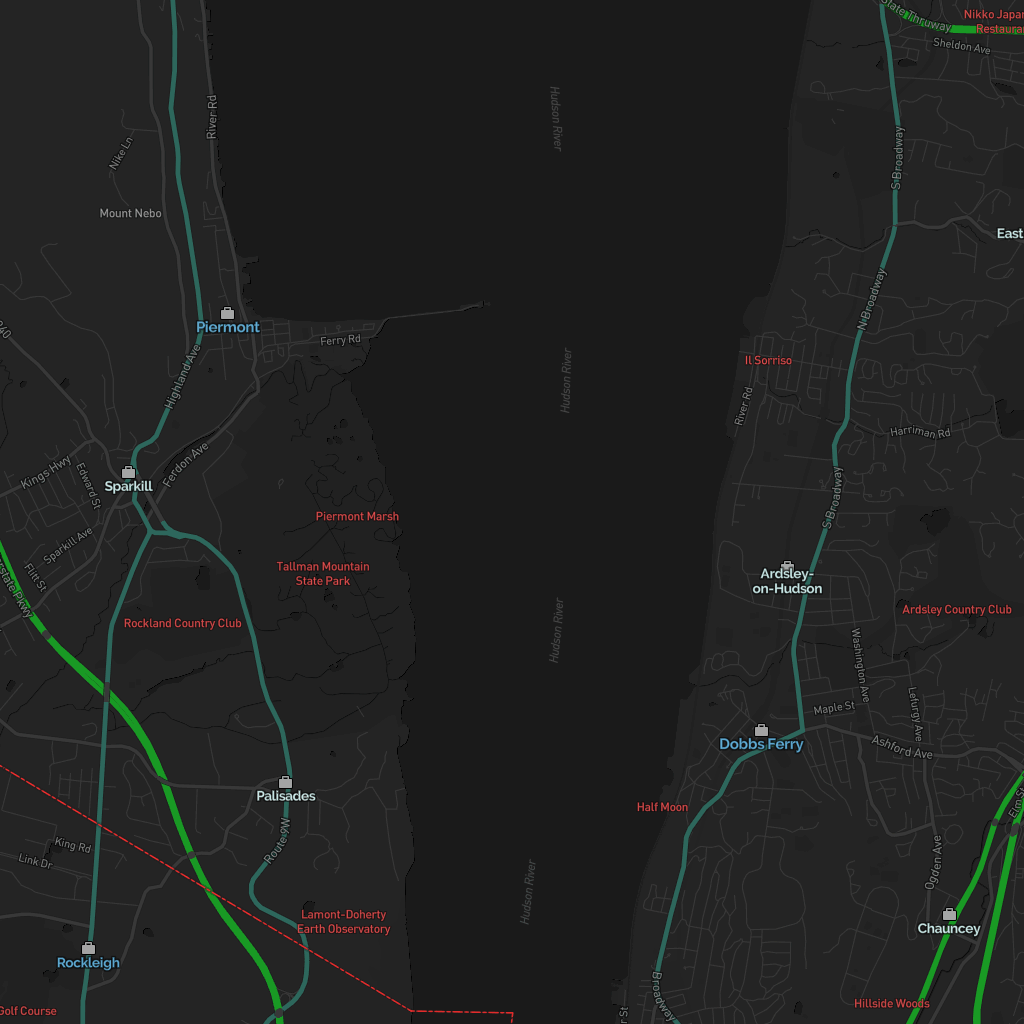 State Thruway
Nikko Japan
Restauran
Sheldon Ave
Hudson River
River Rd
Nike Ln
S Broadway
Mount Nebo
East
N Broadway
Piermont
Ferry Rd
Highland Ave
Hudson River
Il Sorriso
River Rd
Harriman Rd
Kings Hwy
Edward St
Ferdon Ave
Sparkill
S Broadway
Piermont Marsh
Sparkill Ave
Flitt St
Tallman Mountain
State Park
Ardsley-
on-Hudson
Ardsley Country Club
Rockland Country Club
Hudson River
Washington Ave
Lefurgy Ave
Maple St
Dobbs Ferry
Ashford Ave
Palisades
Half Moon
Elm St
Route 9W
King Rd
Link Dr
Ogden Ave
Hudson River
Lamont-Doherty
Earth Observatory
Chauncey
Rockleigh
Broadway
Hillside Woods
Golf Course